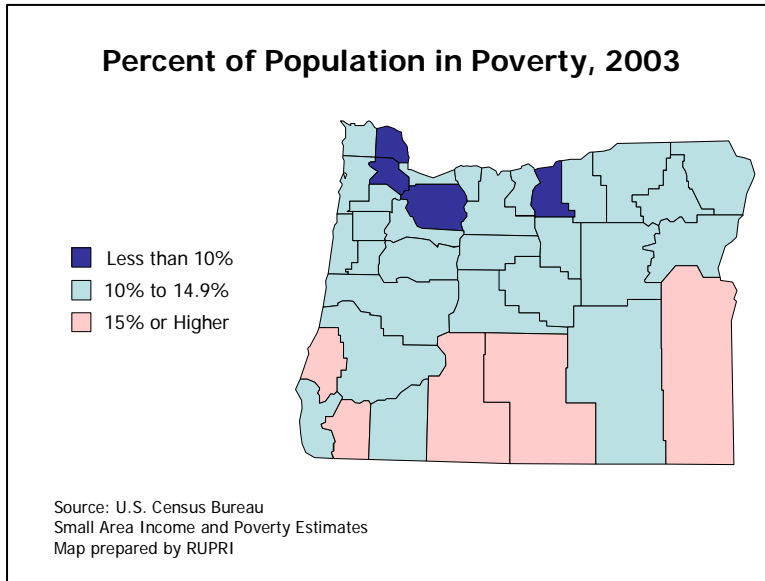 Percent of Population in Poverty, 2003
Less than 10%
10% to 14.9%
15% or Higher
Source: U.S. Census Bureau
Small Area Income and Poverty Estimates
Map prepared by RUPRI